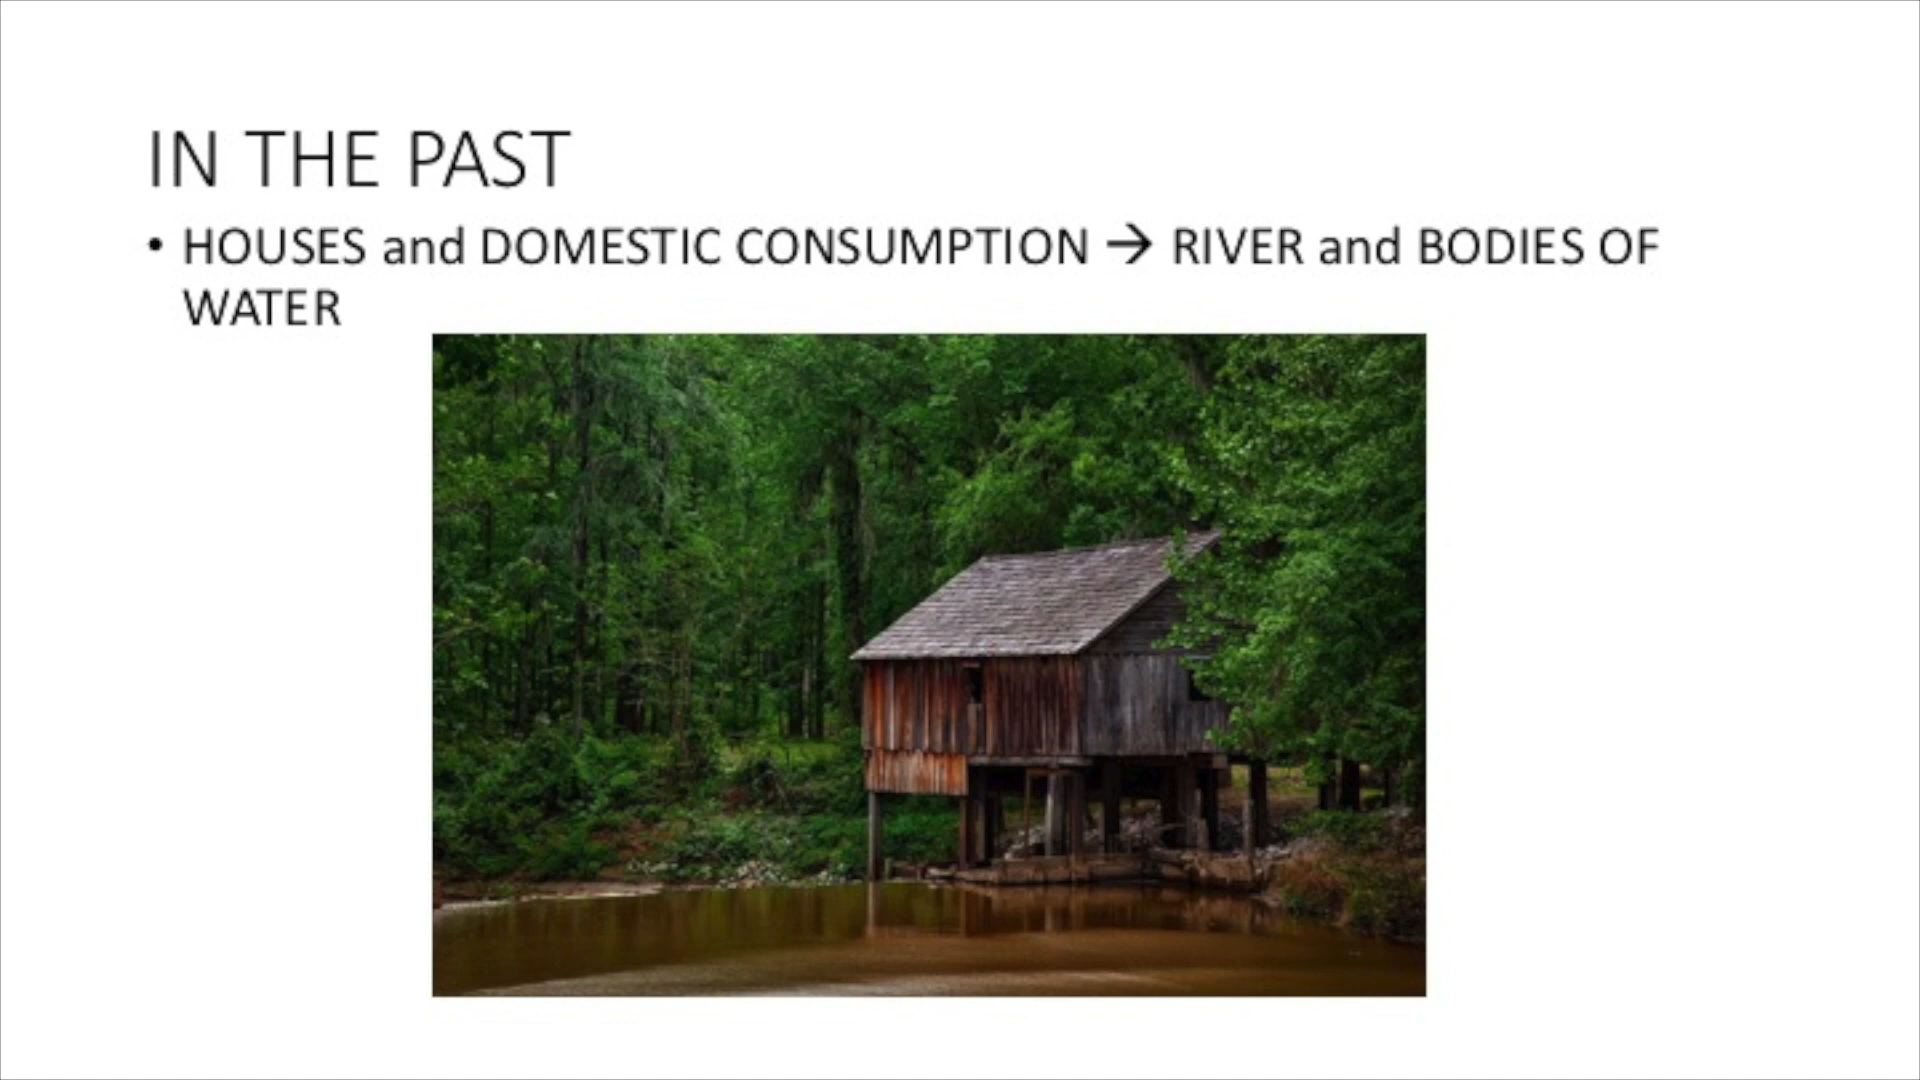 IN THE PAST
• HOUSES and DOMESTIC CONSUMPTION → RIVER and BODIES OF
WATER